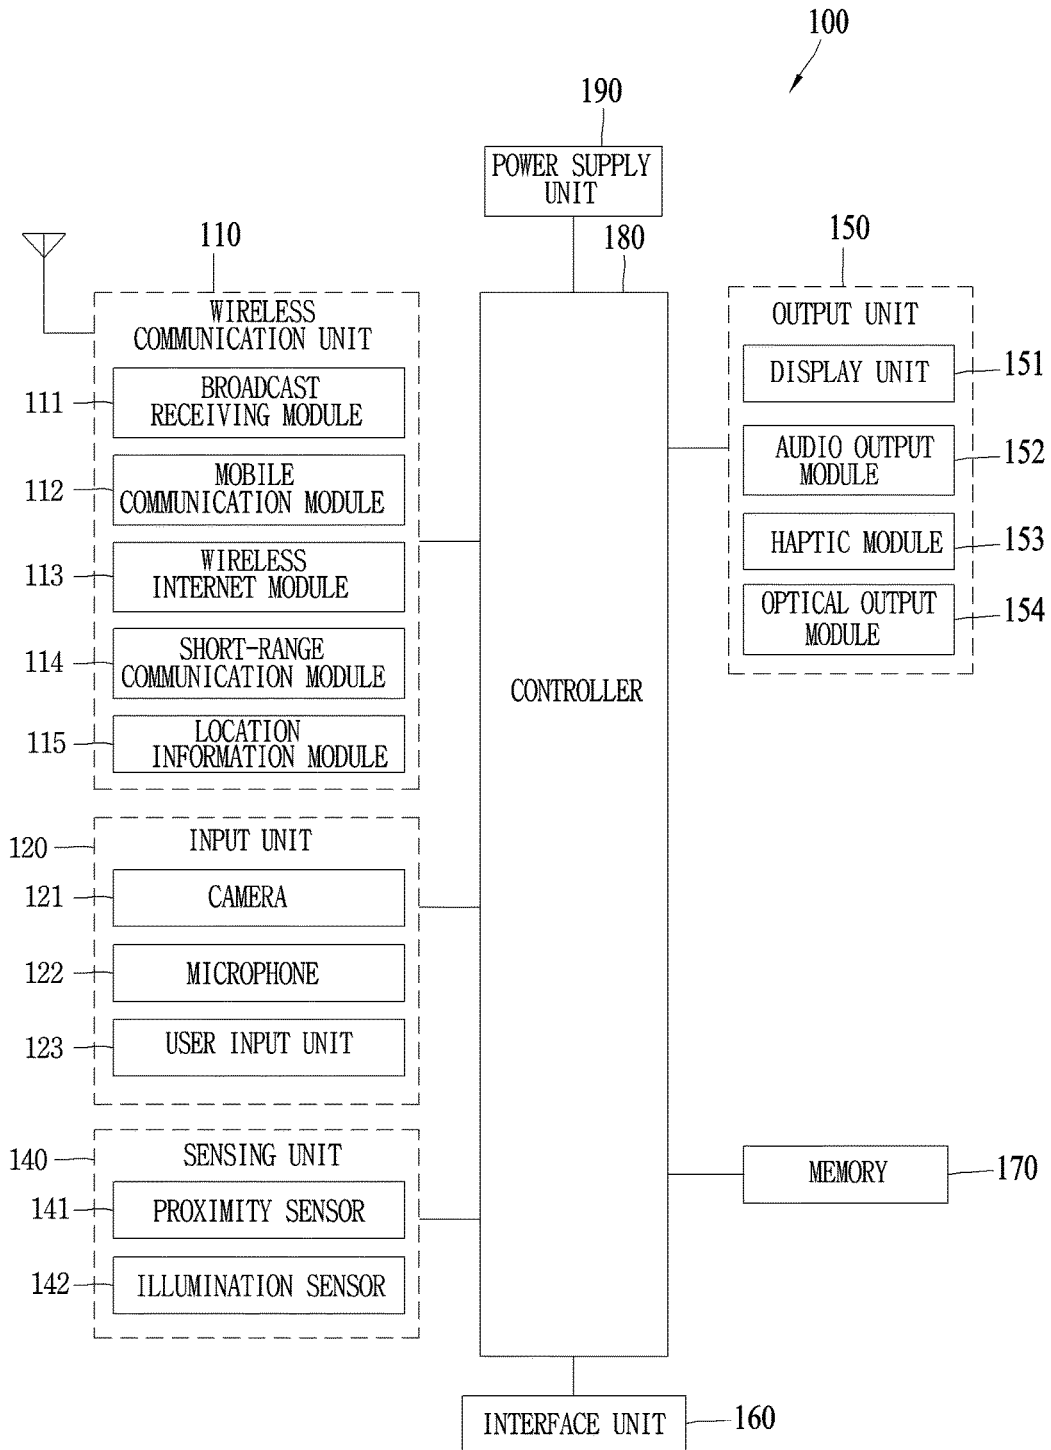 100
190
POWER SUPPLY
UNIT
110
180
150
WIRELESS
COMMUNICATION UNIT
111
BROADCAST
RECEIVING MODULE
112
MOBILE
COMMUNICATION MODULE
113
WIRELESS
INTERNET MODULE
114
SHORT-RANGE
COMMUNICATION MODULE
115
LOCATION
INFORMATION MODULE
120
INPUT UNIT
121
CAMERA
122
MICROPHONE
123
USER INPUT UNIT
140
SENSING UNIT
141
PROXIMITY SENSOR
142
ILLUMINATION SENSOR
CONTROLLER
OUTPUT UNIT
DISPLAY UNIT
151
AUDIO OUTPUT
MODULE
152
HAPTIC MODULE
153
OPTICAL OUTPUT
MODULE
154
MEMORY
170
INTERFACE UNIT
160